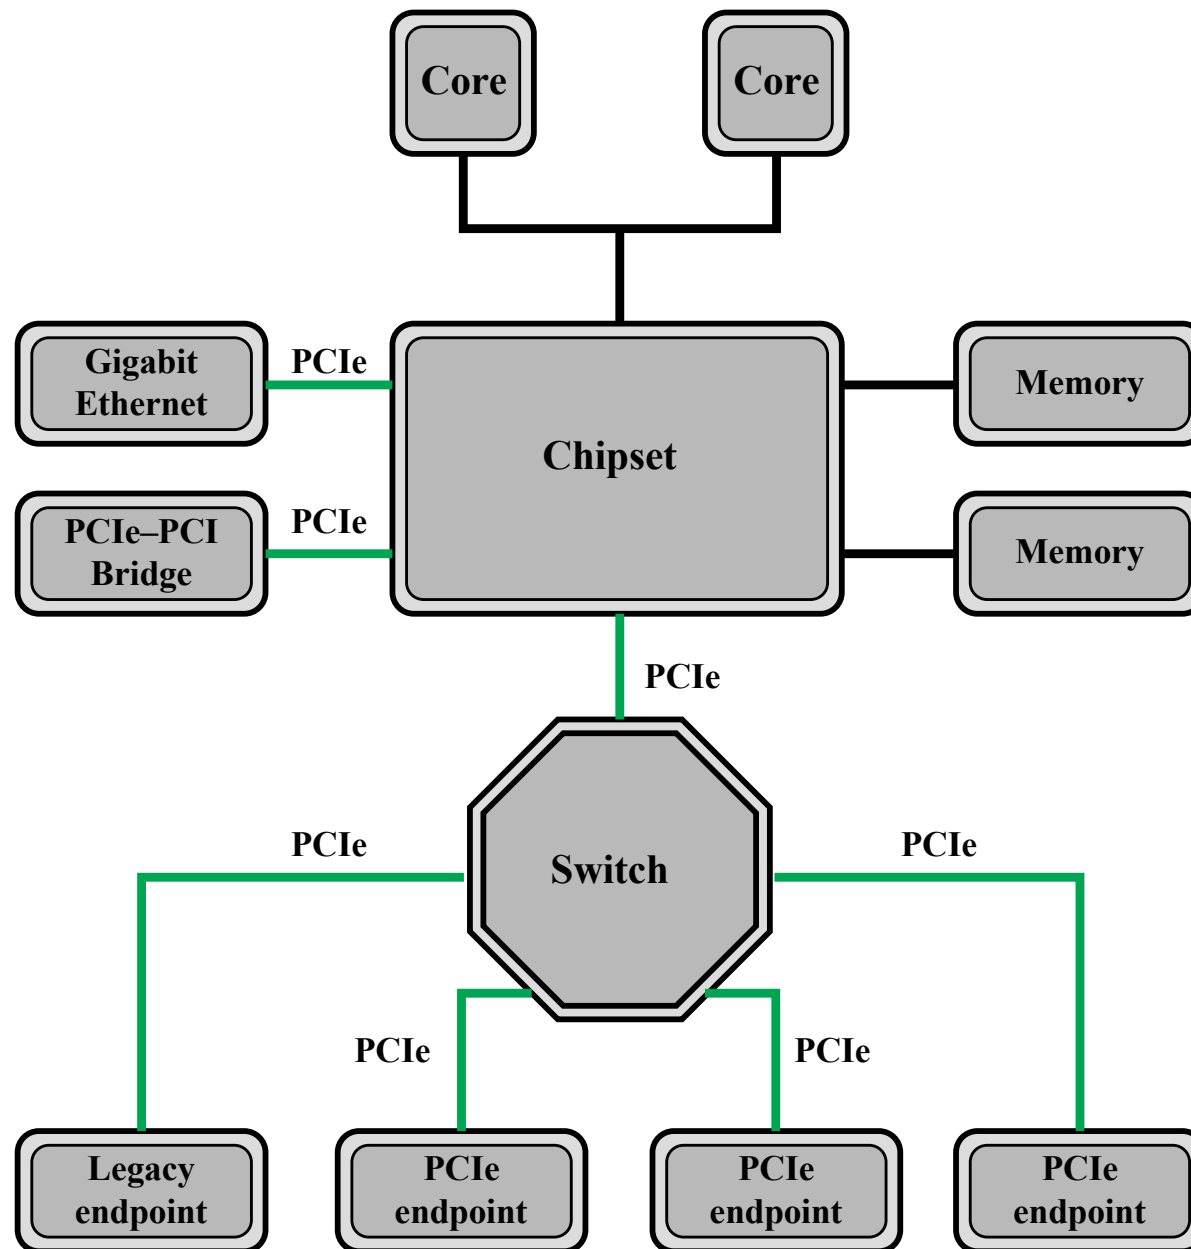 Core
Core
Gigabit
Ethernet
PCIe
Chipset
Memory
PCIe–PCI
Bridge
PCIe
Memory
PCIe
PCIe
Switch
PCIe
PCIe
PCIe
Legacy
endpoint
PCIe
endpoint
PCIe
endpoint
PCIe
endpoint